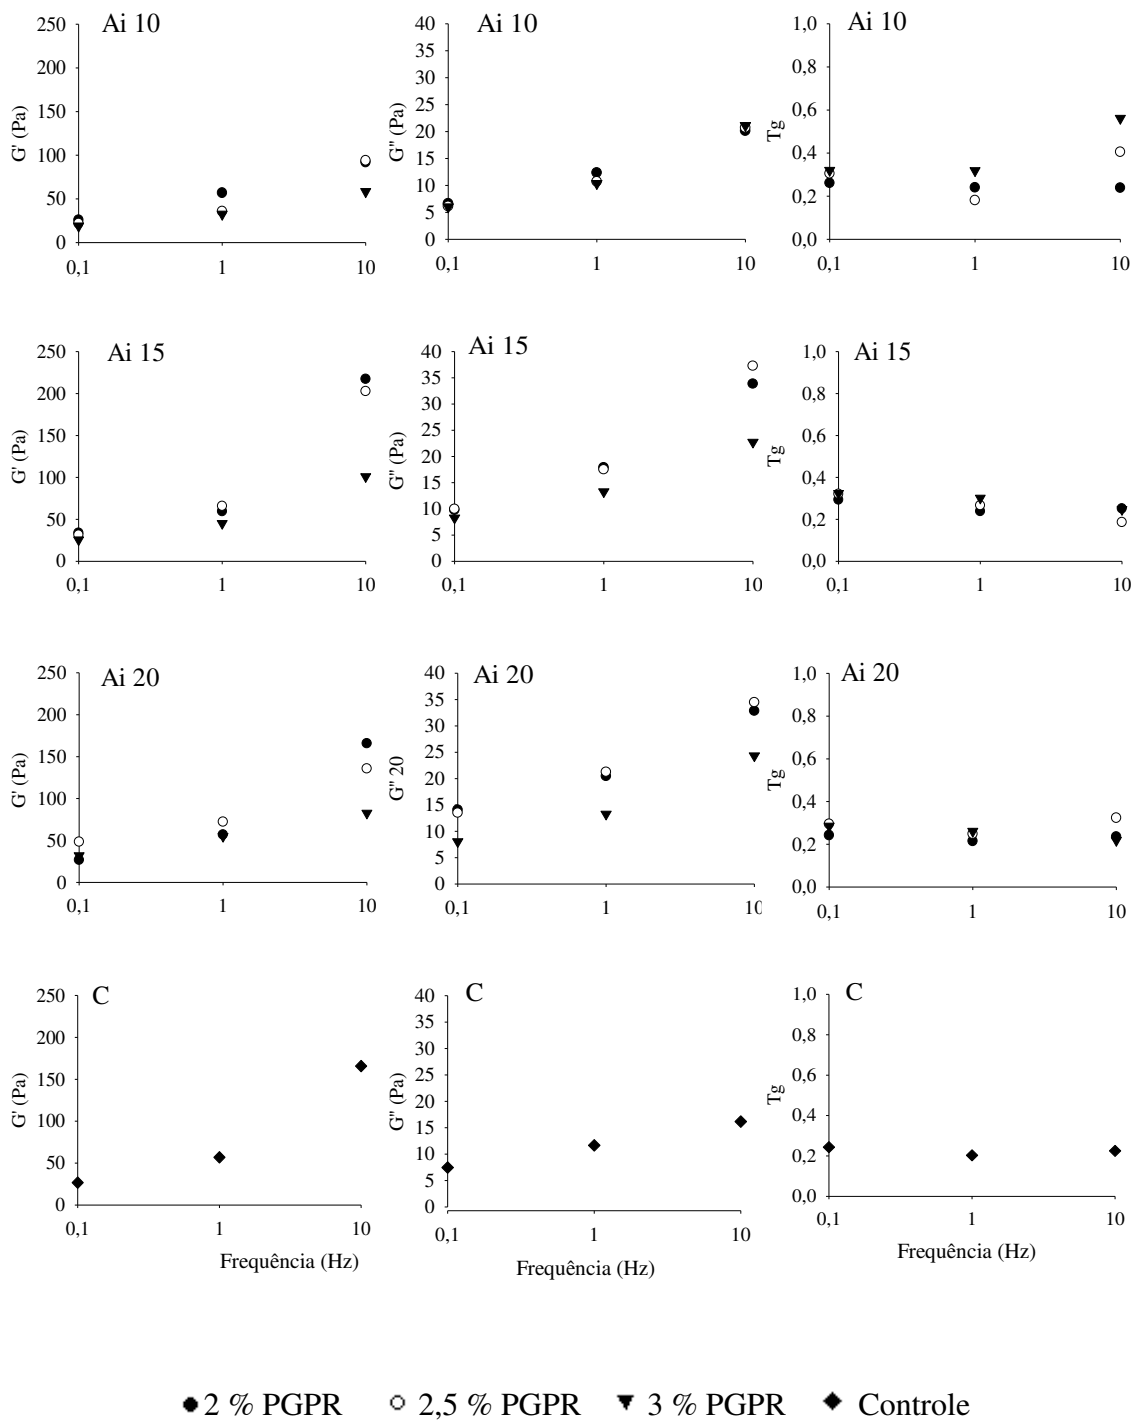 Ai 10
G' (Pa)
250
200
150
100
50
0
0,1 1 10
Ai 10
G'' (Pa)
40
35
30
25
20
15
10
5
0
0,1 1 10
Ai 10
Tg
1,0
0,8
0,6
0,4
0,2
0,0
0,1 1 10
Ai 15
G' (Pa)
250
200
150
100
50
0
0,1 1 10
Ai 15
G'' (Pa)
40
35
30
25
20
15
10
5
0
0,1 1 10
Ai 15
Tg
1,0
0,8
0,6
0,4
0,2
0,0
0,1 1 10
Ai 20
G' (Pa)
250
200
150
100
50
0
0,1 1 10
Ai 20
G'' 20
40
35
30
25
20
15
10
5
0
0,1 1 10
Ai 20
Tg
1,0
0,8
0,6
0,4
0,2
0,0
0,1 1 10
C
G' (Pa)
250
200
150
100
50
0
0,1 1 10
Frequência (Hz)
C
G'' (Pa)
40
35
30
25
20
15
10
5
0
0,1 1 10
Frequência (Hz)
C
Tg
1,0
0,8
0,6
0,4
0,2
0,0
0,1 1 10
Frequência (Hz)
2 % PGPR 2,5 % PGPR 3 % PGPR Controle